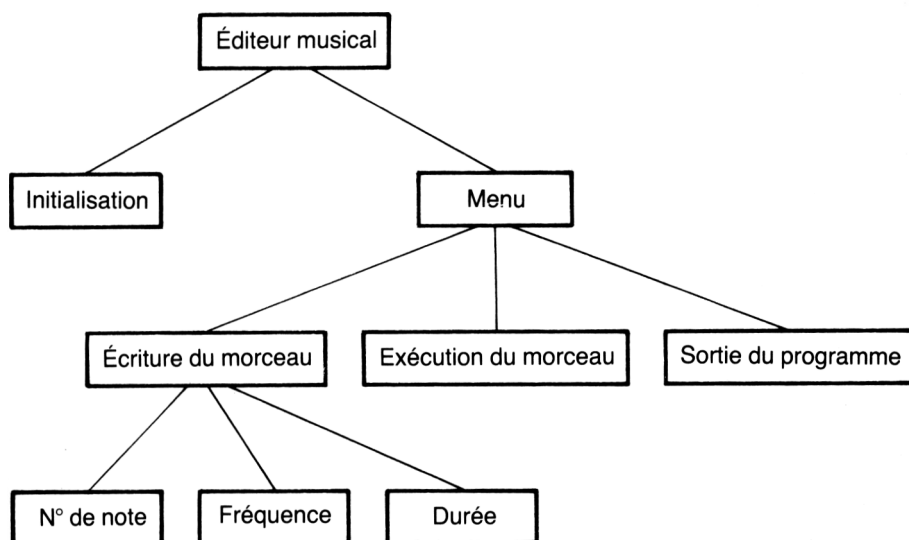 Éditeur musical
Initialisation
Menu
Écriture du morceau
Exécution du morceau
Sortie du programme
N° de note
Fréquence
Durée